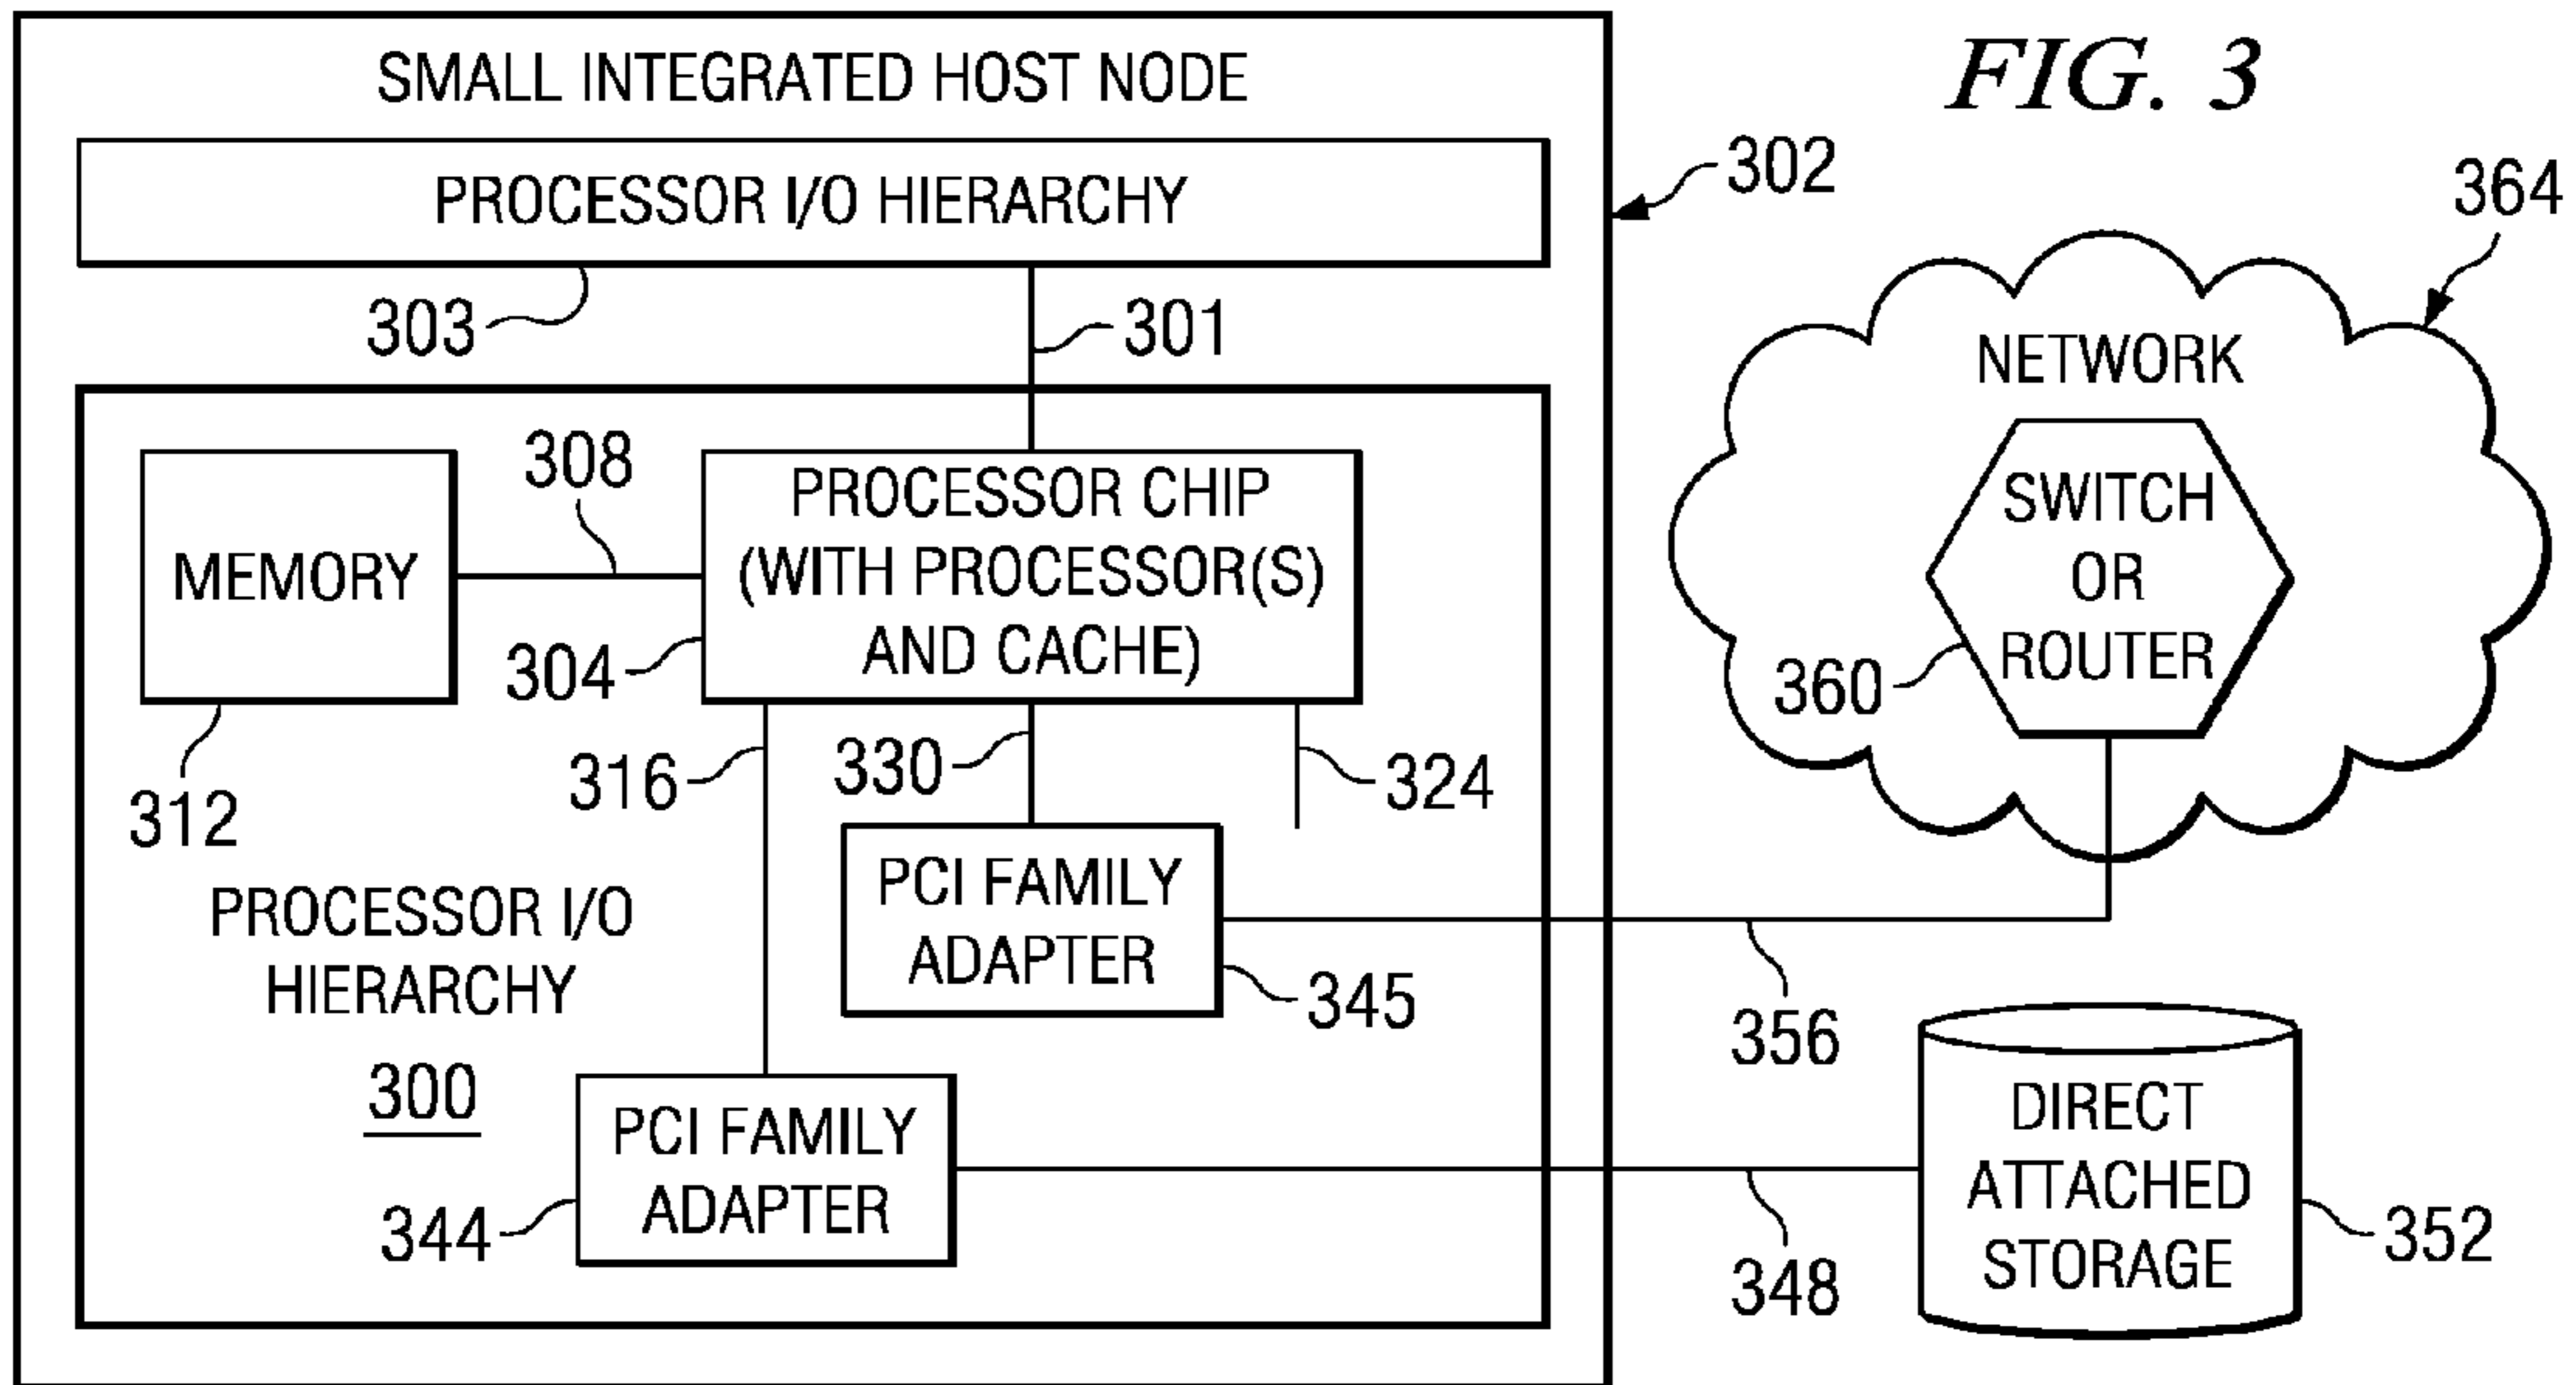 FIG. 3
SMALL INTEGRATED HOST NODE
PROCESSOR I/O HIERARCHY
302
303
301
364
NETWORK
SWITCH
OR
ROUTER
360
308
MEMORY
312
PROCESSOR CHIP
(WITH PROCESSOR(S)
AND CACHE)
304
316
330
324
PCI FAMILY
ADAPTER
345
PROCESSOR I/O
HIERARCHY
300
PCI FAMILY
ADAPTER
344
356
348
DIRECT
ATTACHED
STORAGE
352